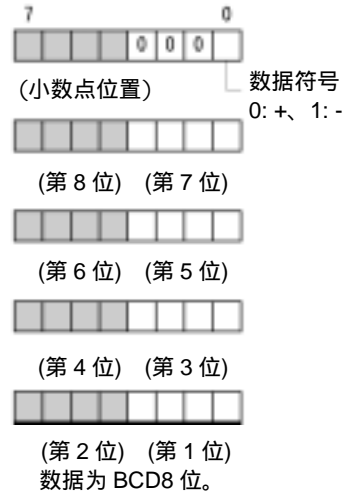 7 0
0 0 0
(小数点位置)
数据符号
0: +、1: -
(第 8 位) (第 7 位)
(第 6 位) (第 5 位)
(第 4 位) (第 3 位)
(第 2 位) (第 1 位)
数据为 BCD8 位。